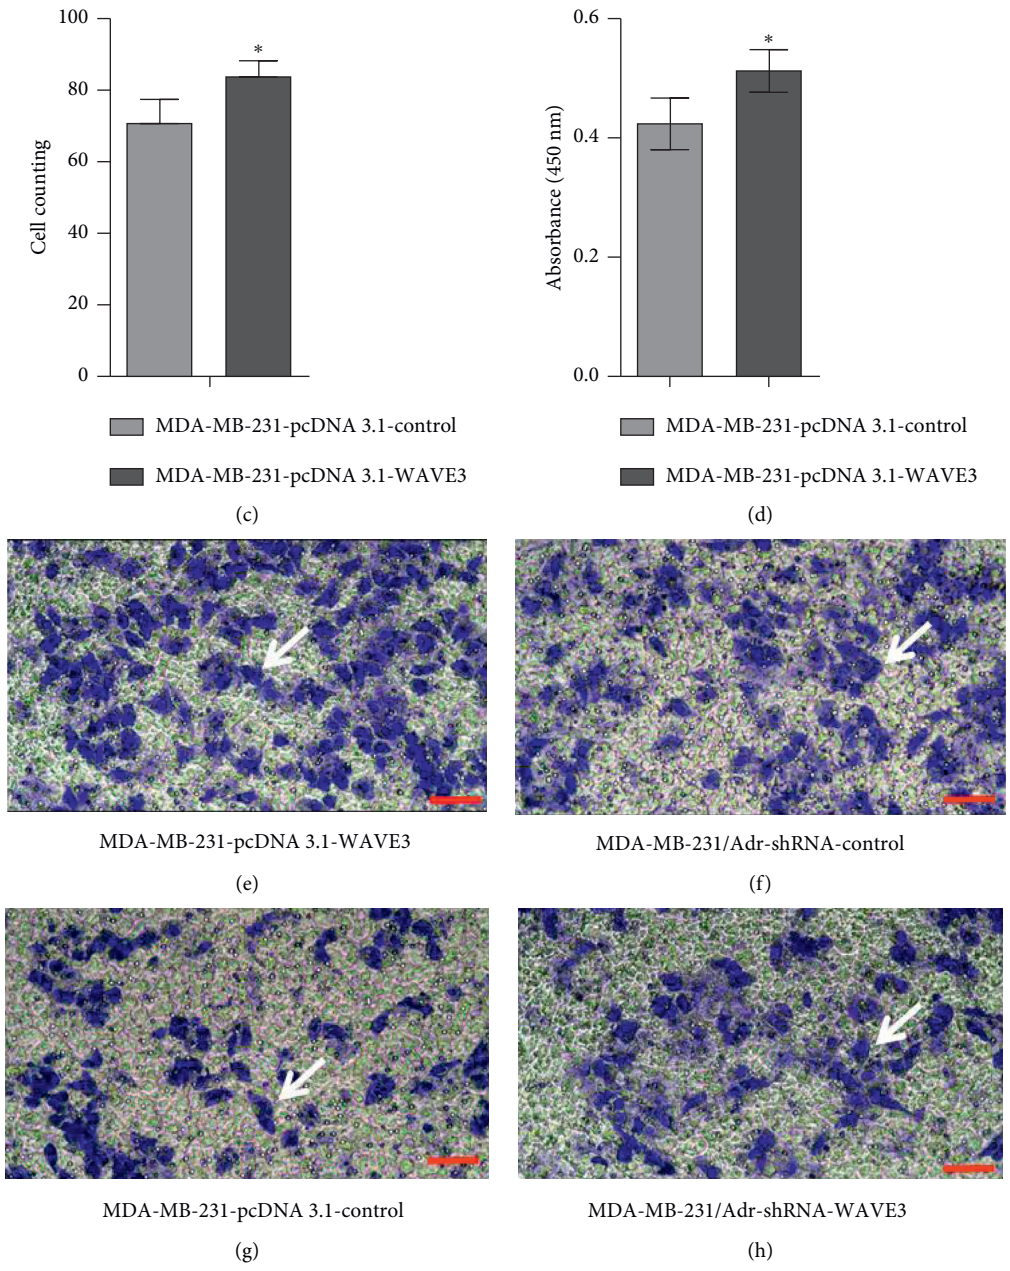 100
80
60
40
20
0
Cell counting
*
MDA-MB-231-pcDNA 3.1-control
MDA-MB-231-pcDNA 3.1-WAVE3
(c)
0.6
0.4
0.2
0.0
Absorbance (450 nm)
*
MDA-MB-231-pcDNA 3.1-control
MDA-MB-231-pcDNA 3.1-WAVE3
(d)
MDA-MB-231-pcDNA 3.1-WAVE3
(e)
MDA-MB-231/Adr-shRNA-control
(f)
MDA-MB-231-pcDNA 3.1-control
(g)
MDA-MB-231/Adr-shRNA-WAVE3
(h)